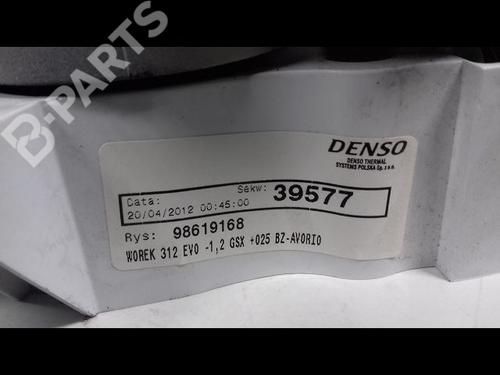 B-PARTS
DENSO
DENSO THERMAL
SYSTEMS POLSKA Sp. z o.o.
Data: Sekw: 39577
20/04/2012 00:45:00
Rys: 98619168
WOREK 312 EVO -1,2 GSX +025 BZ-AVORIO